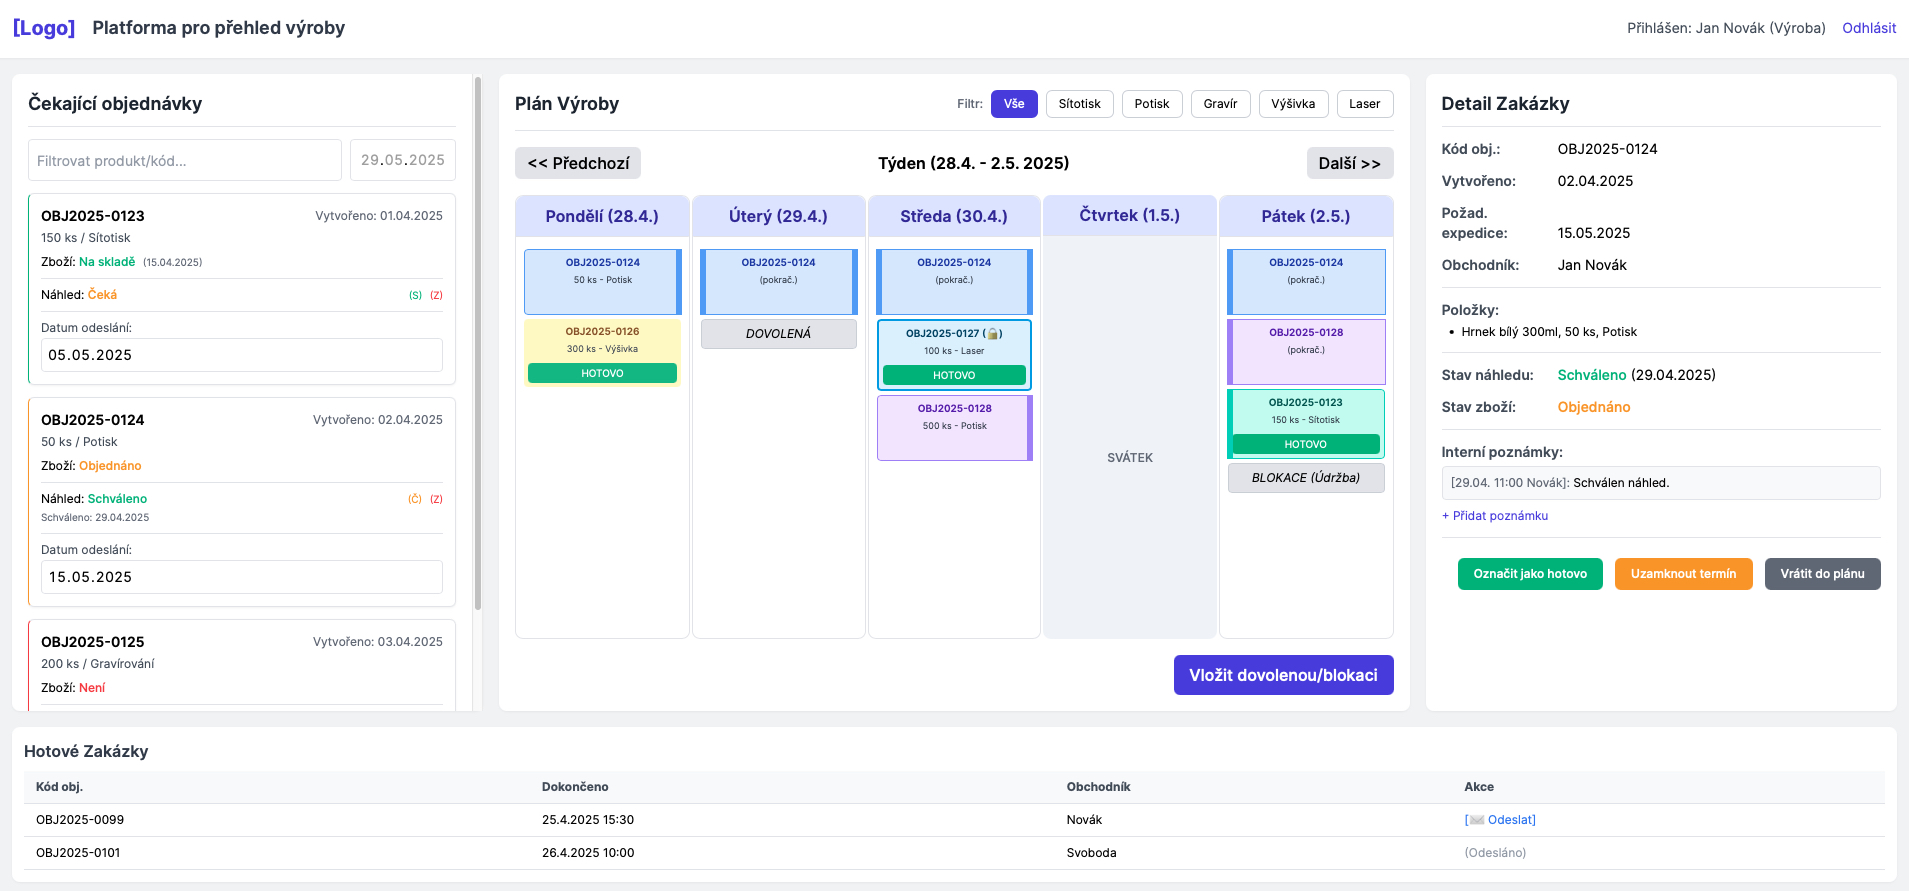 [Logo] Platforma pro přehled výroby
Přihlášen: Jan Novák (Výroba) Odhlásit
Čekající objednávky
Filtrovat produkt/kód...
29.05.2025
OBJ2025-0123
Vytvořeno: 01.04.2025
150 ks / Sítotisk
Zboží: Na skladě (15.04.2025)
Náhled: Čeká
(S) (Z)
Datum odeslání:
05.05.2025
OBJ2025-0124
Vytvořeno: 02.04.2025
50 ks / Potisk
Zboží: Objednáno
Náhled: Schváleno
(Č) (Z)
Schváleno: 29.04.2025
Datum odeslání:
15.05.2025
OBJ2025-0125
Vytvořeno: 03.04.2025
200 ks / Gravírování
Zboží: Není
Plán Výroby
Filtr: Vše Sítotisk Potisk Gravír Výšivka Laser
<< Předchozí
Týden (28.4. - 2.5. 2025)
Další >>
Pondělí (28.4.)
OBJ2025-0124
50 ks - Potisk
OBJ2025-0126
300 ks - Výšivka
HOTOVO
Úterý (29.4.)
OBJ2025-0124
(pokrač.)
DOVOLENÁ
Středa (30.4.)
OBJ2025-0124
(pokrač.)
OBJ2025-0127 (🔒)
100 ks - Laser
HOTOVO
OBJ2025-0128
500 ks - Potisk
Čtvrtek (1.5.)
SVÁTEK
Pátek (2.5.)
OBJ2025-0124
(pokrač.)
OBJ2025-0128
(pokrač.)
OBJ2025-0123
150 ks - Sítotisk
HOTOVO
BLOKACE (Údržba)
Vložit dovolenou/blokaci
Detail Zakázky
Kód obj.: OBJ2025-0124
Vytvořeno: 02.04.2025
Požad.
expedice: 15.05.2025
Obchodník: Jan Novák
Položky:
• Hrnek bílý 300ml, 50 ks, Potisk
Stav náhledu: Schváleno (29.04.2025)
Stav zboží: Objednáno
Interní poznámky:
[29.04. 11:00 Novák]: Schválen náhled.
+ Přidat poznámku
Označit jako hotovo
Uzamknout termín
Vrátit do plánu
Hotové Zakázky
Kód obj. Dokončeno Obchodník Akce
OBJ2025-0099 25.4.2025 15:30 Novák [✉️ Odeslat]
OBJ2025-0101 26.4.2025 10:00 Svoboda (Odesláno)